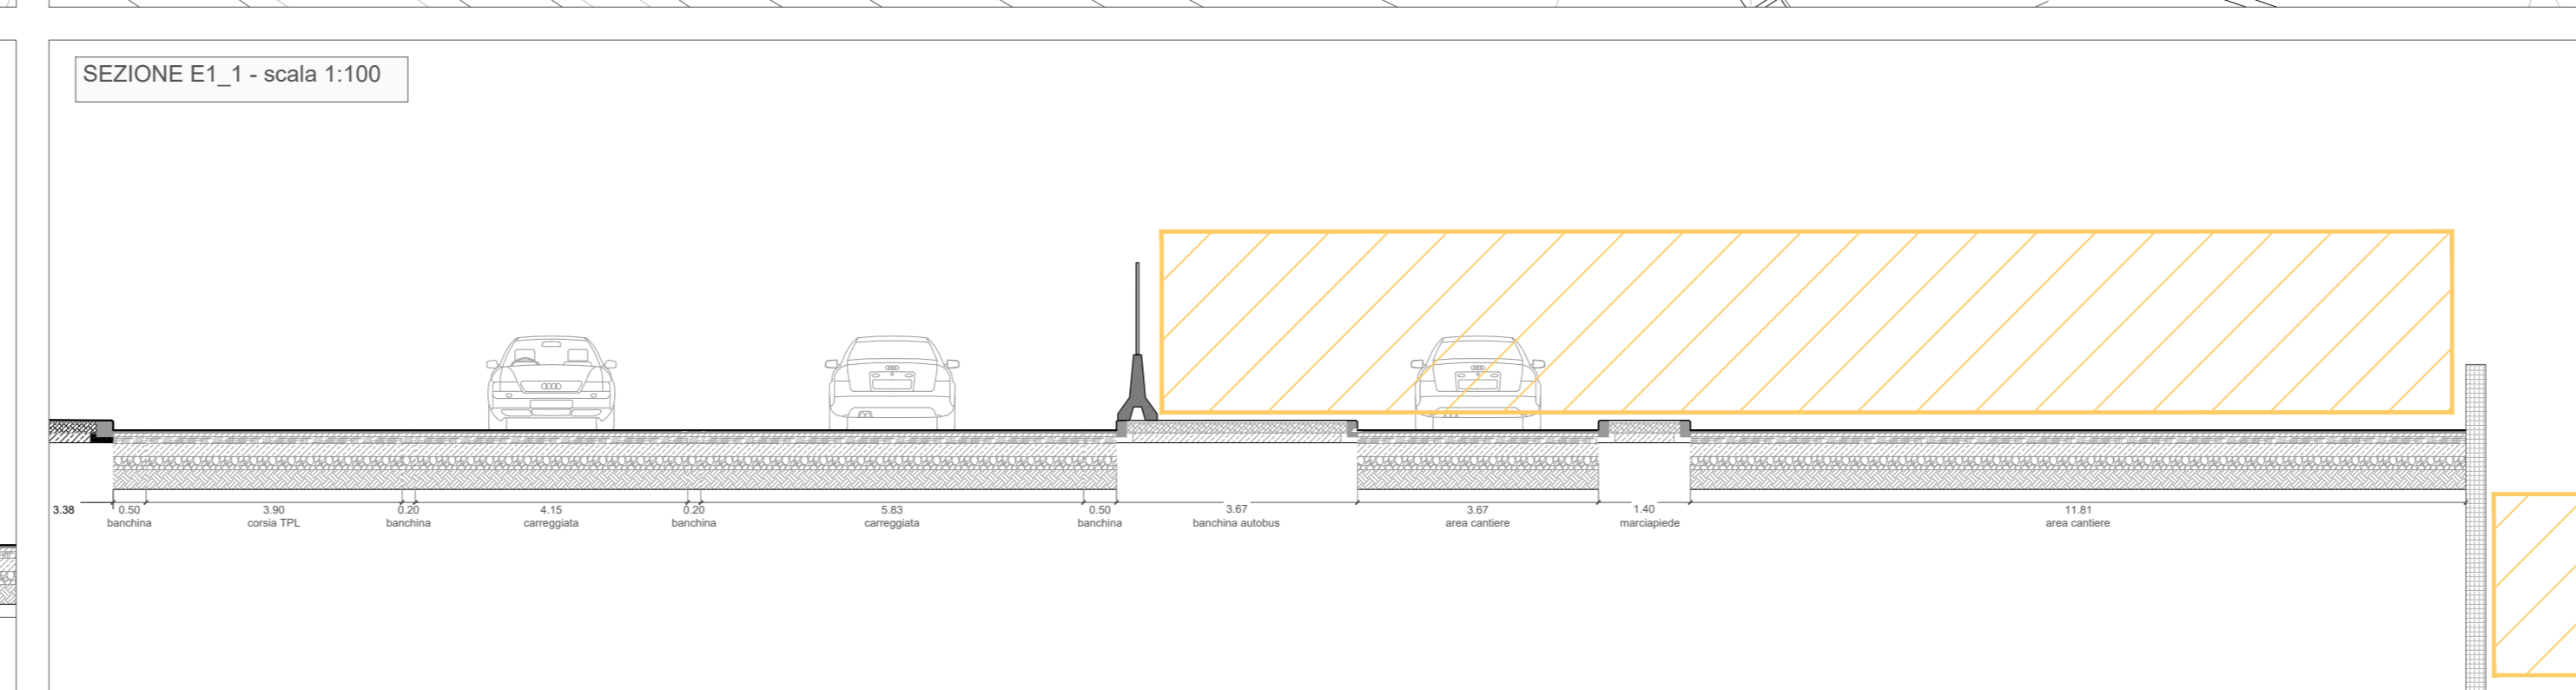 SEZIONE E1_1 - scala 1:100
3.38
0.50
banchina
3.90
corsia TPL
0.20
banchina
4.15
carreggiata
0.20
banchina
5.83
carreggiata
0.50
banchina
3.67
banchina autobus
3.67
area cantiere
1.40
marciapiede
11.81
area cantiere